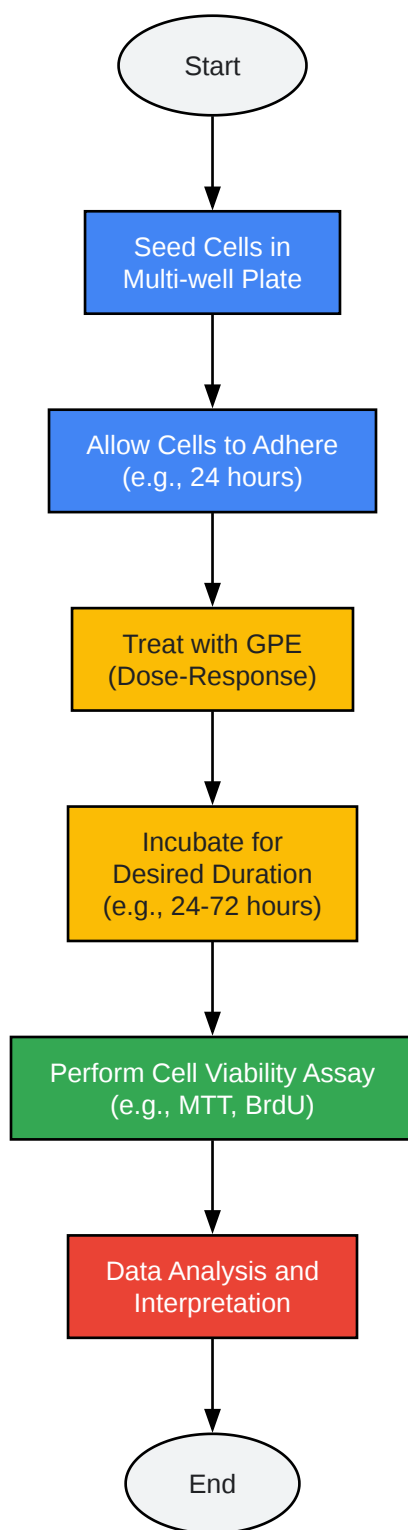 Start
Seed Cells in
Multi-well Plate
Allow Cells to Adhere
(e.g., 24 hours)
Treat with GPE
(Dose-Response)
Incubate for
Desired Duration
(e.g., 24-72 hours)
Perform Cell Viability Assay
(e.g., MTT, BrdU)
Data Analysis and
Interpretation
End